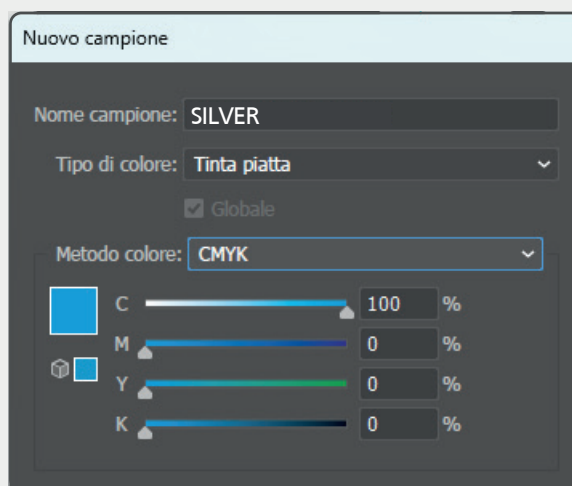 Nuovo campione
Nome campione: SILVER
Tipo di colore: Tinta piatta
Globale
Metodo colore: CMYK
C 100 %
M 0 %
Y 0 %
K 0 %